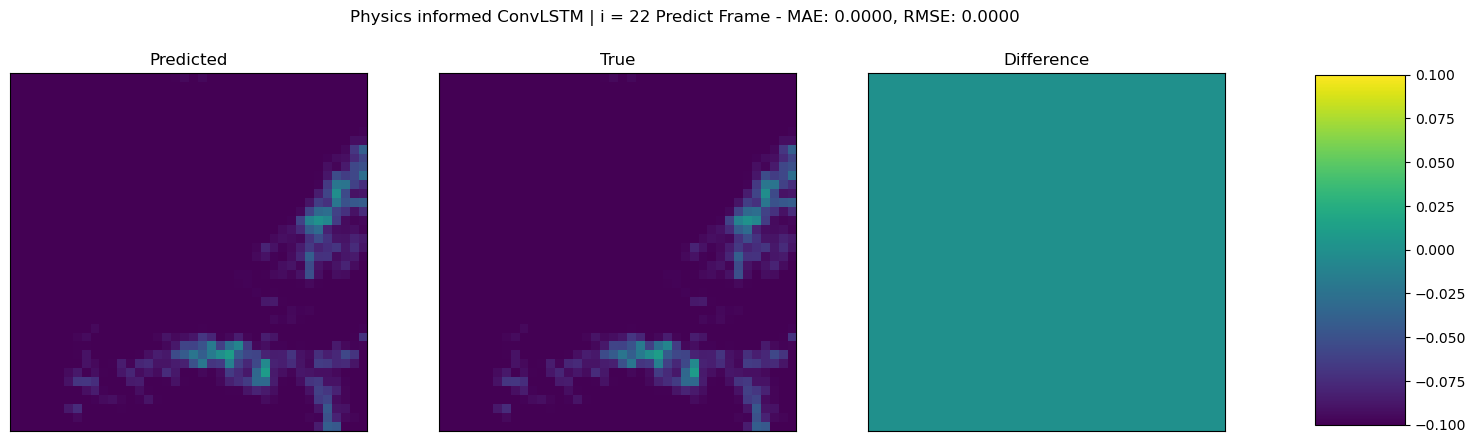 Physics informed ConvLSTM | i = 22 Predict Frame - MAE: 0.0000, RMSE: 0.0000
Predicted
True
Difference
0.100
0.075
0.050
0.025
0.000
−0.025
−0.050
−0.075
−0.100